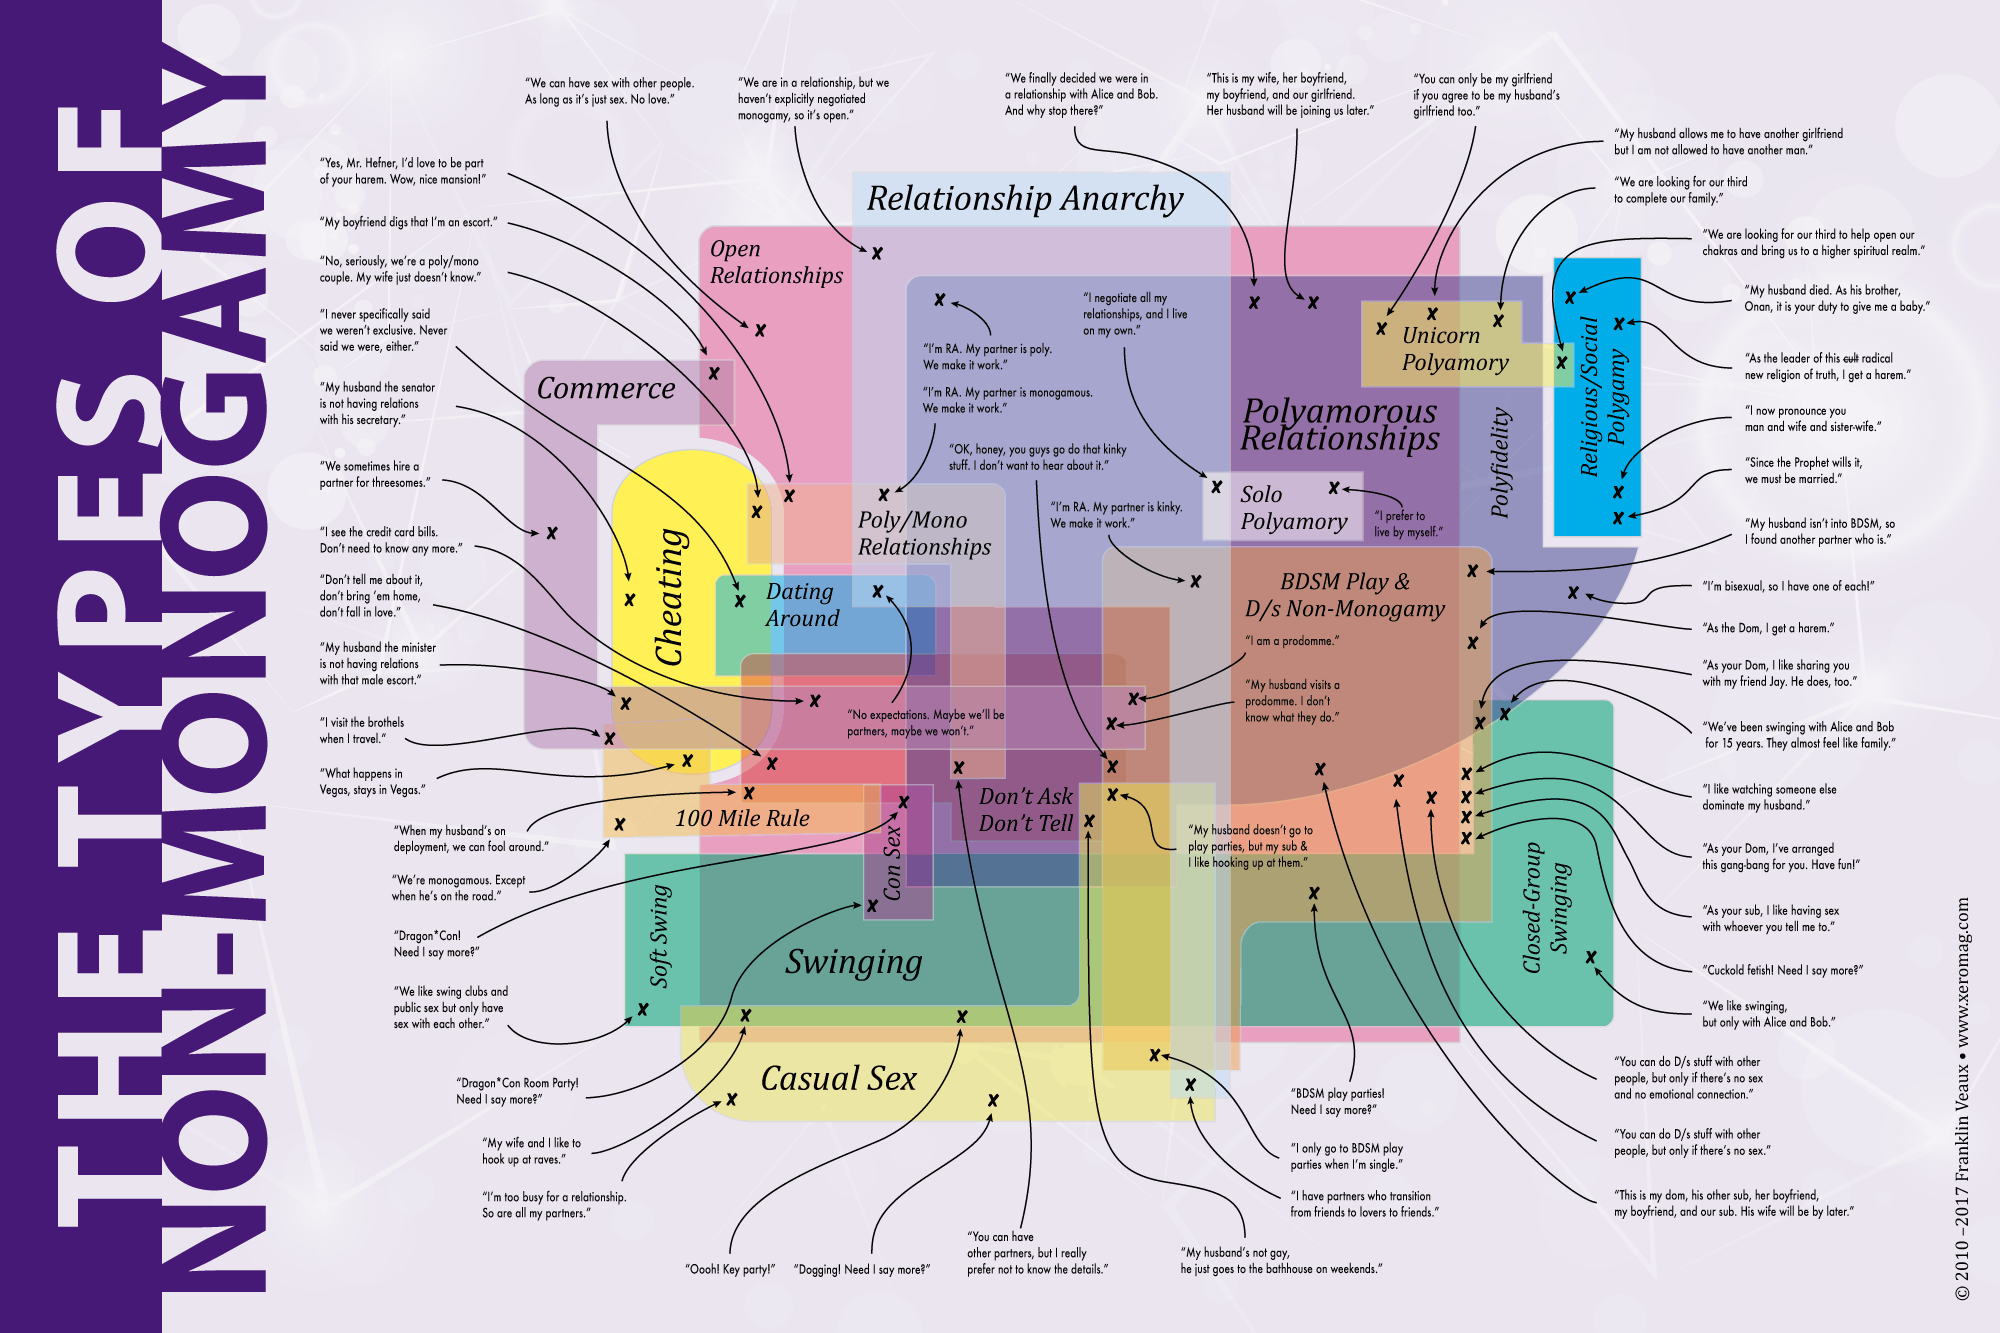 THE TYPES OF
NON-MONOGAMY
“We can have sex with other people.
As long as it’s just sex. No love.”
“We are in a relationship, but we
haven’t explicitly negotiated
monogamy, so it’s open.”
“We finally decided we were in
a relationship with Alice and Bob.
And why stop there?”
“This is my wife, her boyfriend,
my boyfriend, and our girlfriend.
Her husband will be joining us later.”
“You can only be my girlfriend
if you agree to be my husband’s
girlfriend too.”
“Yes, Mr. Hefner, I’d love to be part
of your harem. Wow, nice mansion!”
“My boyfriend digs that I’m an escort.”
“No, seriously, we’re a poly/mono
couple. My wife just doesn’t know.”
“I never specifically said
we weren’t exclusive. Never
said we were, either.”
“My husband the senator
is not having relations
with his secretary.”
“We sometimes hire a
partner for threesomes.”
“I see the credit card bills.
Don’t need to know any more.”
“Don’t tell me about it,
don’t bring ’em home,
don’t fall in love.”
“My husband the minister
is not having relations
with that male escort.”
“I visit the brothels
when I travel.”
“What happens in
Vegas, stays in Vegas.”
“When my husband’s on
deployment, we can fool around.”
“We’re monogamous. Except
when he’s on the road.”
“Dragon*Con!
Need I say more?”
“We like swing clubs and
public sex but only have
sex with each other.”
“Dragon*Con Room Party!
Need I say more?”
“My wife and I like to
hook up at raves.”
“I’m too busy for a relationship.
So are all my partners.”
Relationship Anarchy
Open
Relationships
Commerce
Cheating
“I’m RA. My partner is poly.
We make it work.”
“I’m RA. My partner is monogamous.
We make it work.”
“OK, honey, you guys go do that kinky
stuff. I don’t want to hear about it.”
“I negotiate all my
relationships, and I live
on my own.”
“I’m RA. My partner is kinky.
We make it work.”
Poly/Mono
Relationships
Dating
Around
“No expectations. Maybe we’ll be
partners, maybe we won’t.”
Polyamorous
Relationships
Unicorn
Polyamory
Solo
Polyamory
“I prefer to
live by myself.”
Polyfidelity
Religious/Social
Polygamy
BDSM Play &
D/s Non-Monogamy
“I am a prodomme.”
“My husband visits a
prodomme. I don’t
know what they do.”
100 Mile Rule
Con Sex
Don’t Ask
Don’t Tell
“My husband doesn’t go to
play parties, but my sub &
I like hooking up at them.”
Soft Swing
Swinging
Closed-Group
Swinging
Casual Sex
“My husband allows me to have another girlfriend
but I am not allowed to have another man.”
“We are looking for our third
to complete our family.”
“We are looking for our third to help open our
chakras and bring us to a higher spiritual realm.”
“My husband died. As his brother,
Onan, it is your duty to give me a baby.”
“As the leader of this cult radical
new religion of truth, I get a harem.”
“I now pronounce you
man and wife and sister-wife.”
“Since the Prophet wills it,
we must be married.”
“My husband isn’t into BDSM, so
I found another partner who is.”
“I’m bisexual, so I have one of each!”
“As the Dom, I get a harem.”
“As your Dom, I like sharing you
with my friend Jay. He does, too.”
“We’ve been swinging with Alice and Bob
for 15 years. They almost feel like family.”
“I like watching someone else
dominate my husband.”
“As your Dom, I’ve arranged
this gang-bang for you. Have fun!”
“As your sub, I like having sex
with whoever you tell me to.”
“Cuckold fetish! Need I say more?”
“We like swinging,
but only with Alice and Bob.”
“You can do D/s stuff with other
people, but only if there’s no sex
and no emotional connection.”
“You can do D/s stuff with other
people, but only if there’s no sex.”
“This is my dom, his other sub, her boyfriend,
my boyfriend, and our sub. His wife will be by later.”
“BDSM play parties!
Need I say more?”
“I only go to BDSM play
parties when I’m single.”
“I have partners who transition
from friends to lovers to friends.”
“Oooh! Key party!”
“Dogging! Need I say more?”
“You can have
other partners, but I really
prefer not to know the details.”
“My husband’s not gay,
he just goes to the bathhouse on weekends.”
© 2010 –2017 Franklin Veaux • www.xeromag.com